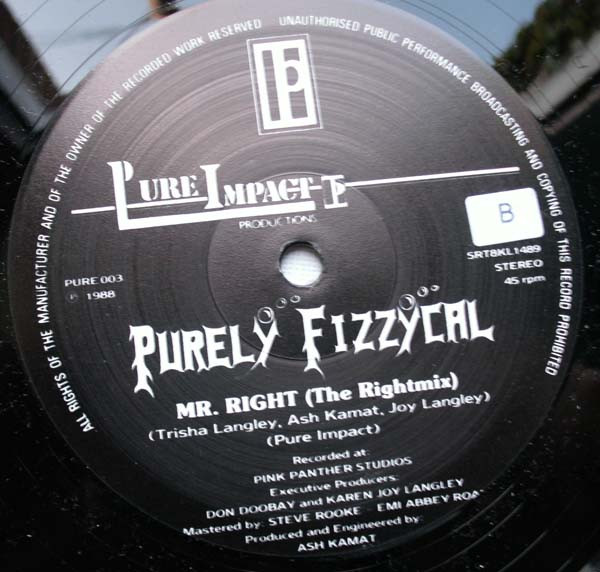 ALL RIGHTS OF THE MANUFACTURER AND OF THE OWNER OF THE RECORDED WORK RESERVED UNAUTHORISED PUBLIC PERFORMANCE BROADCASTING AND COPYING OF THIS RECORD PROHIBITED
PURE IMPACT
PRODUCTIONS
B
PURE 003
℗ 1988
SRT8KL1489
STEREO
45 rpm
PURELY FIZZYCAL
MR. RIGHT (The Rightmix)
(Trisha Langley, Ash Kamat, Joy Langley)
(Pure Impact)
Recorded at:
PINK PANTHER STUDIOS
Executive Producers:
DON DOOBAY and KAREN JOY LANGLEY
Mastered by: STEVE ROOKE EMI ABBEY ROA
Produced and Engineered by:
ASH KAMAT